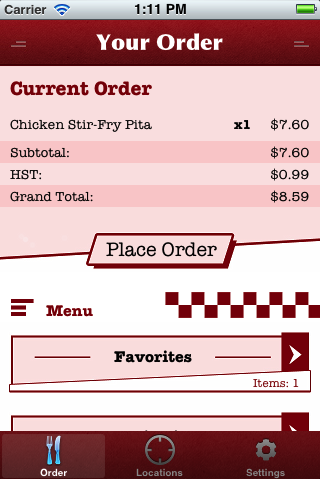 Carrier 1:11 PM
Your Order
Current Order
Chicken Stir-Fry Pita x1 $7.60
Subtotal: $7.60
HST: $0.99
Grand Total: $8.59
Place Order
Menu
Favorites
Items: 1
Order Locations Settings